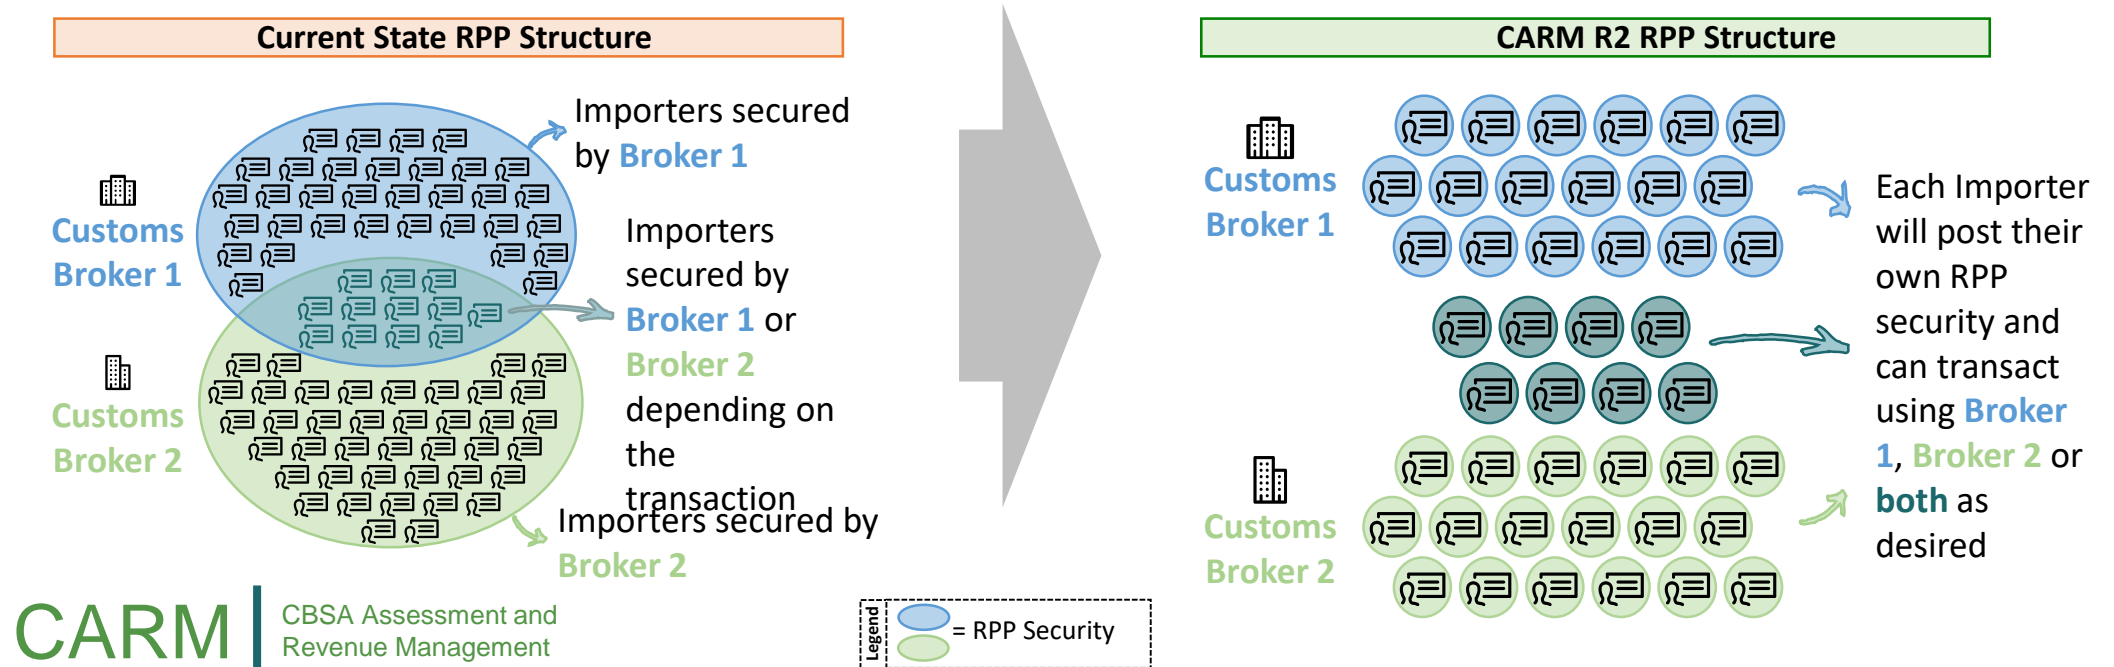 Current State RPP Structure
CARM R2 RPP Structure
Customs
Broker 1
Customs
Broker 2
Importers secured
by Broker 1
Importers
secured by
Broker 1 or
Broker 2
depending on
the
transaction
Importers secured by
Broker 2
Customs
Broker 1
Customs
Broker 2
Each Importer
will post their
own RPP
security and
can transact
using Broker
1, Broker 2 or
both as
desired
CARM
CBSA Assessment and
Revenue Management
Legend
= RPP Security